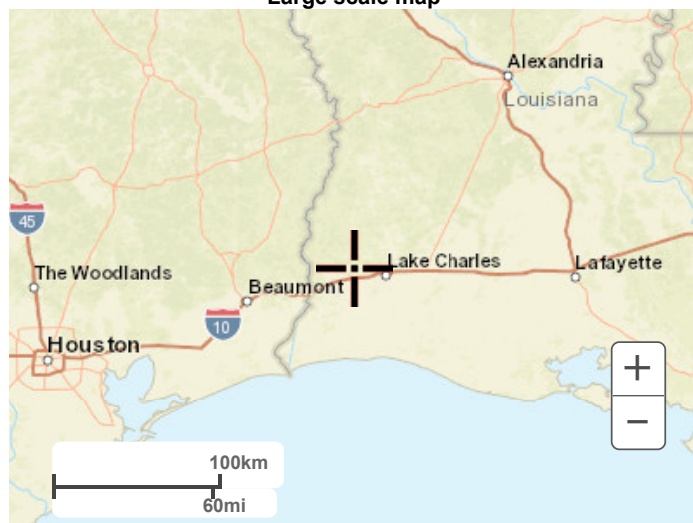 Large scale map
Alexandria
Louisiana
45
The Woodlands
Lake Charles
Lafayette
Beaumont
10
Houston
+
−
100km
60mi